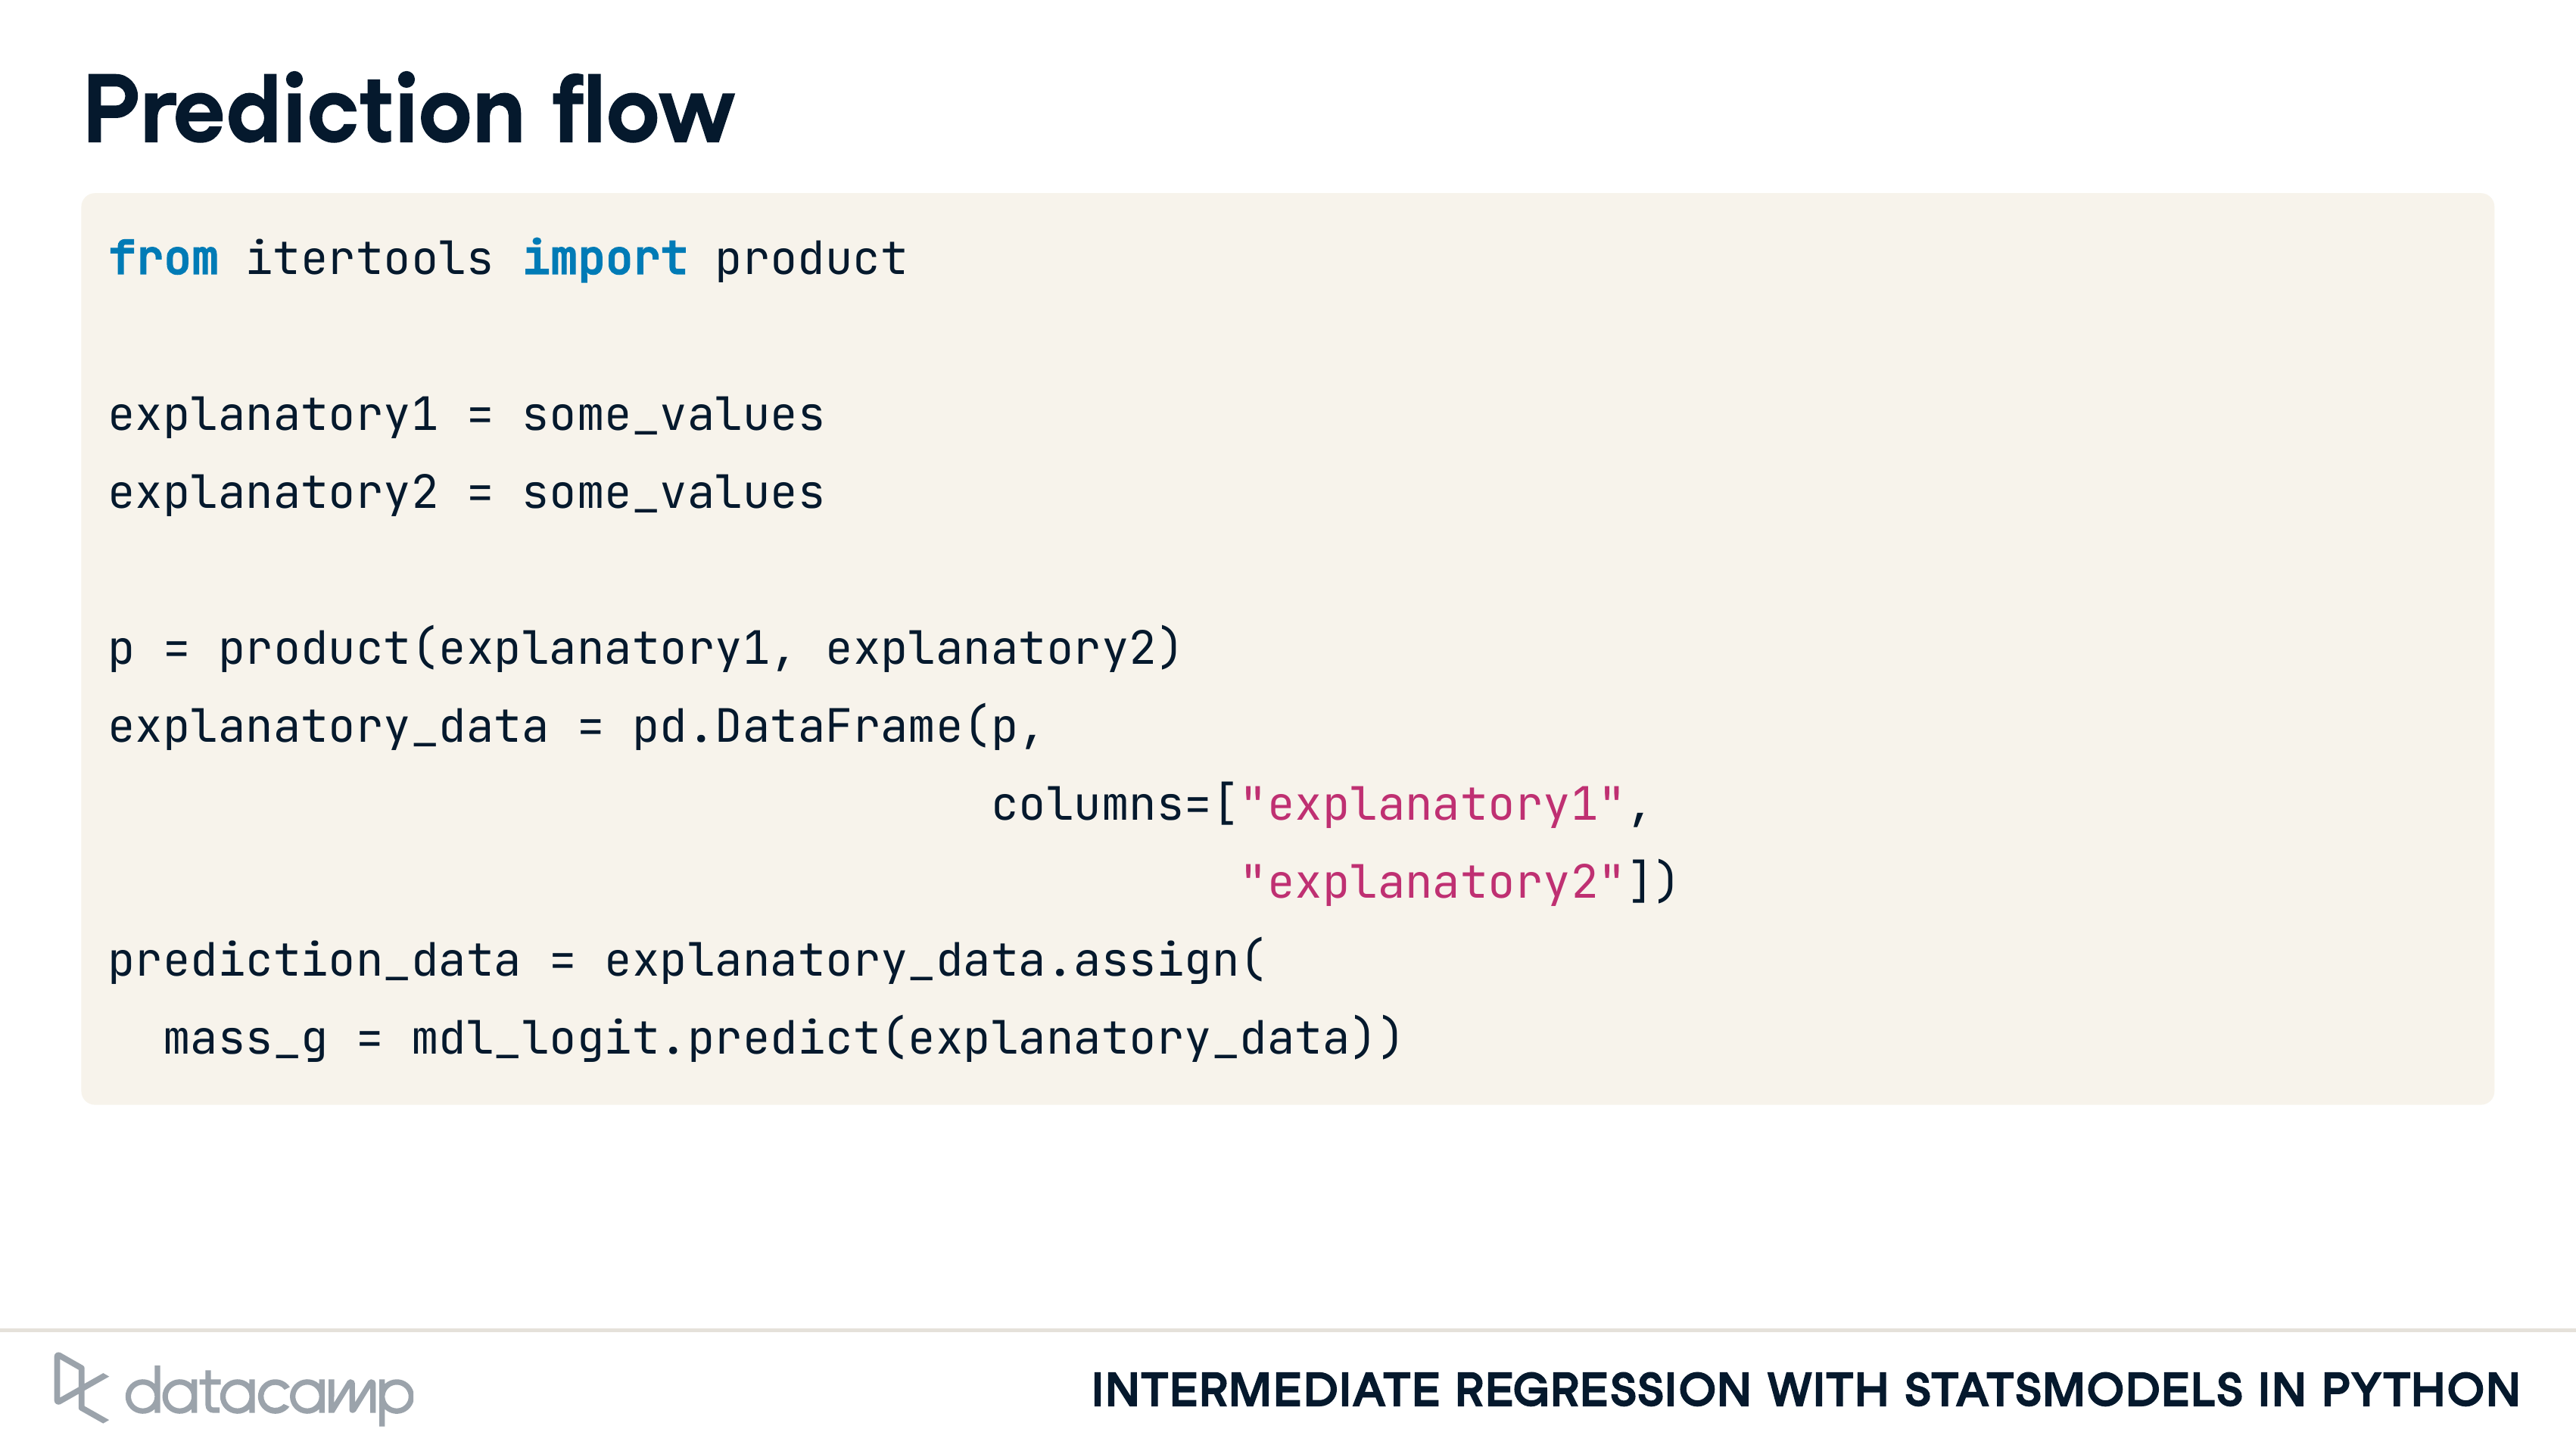 Prediction flow
from itertools import product
explanatory1 = some_values
explanatory2 = some_values
p = product(explanatory1, explanatory2)
explanatory_data = pd.DataFrame(p,
columns=["explanatory1",
"explanatory2"])
prediction_data = explanatory_data.assign(
mass_g = mdl_logit.predict(explanatory_data))
datacamp
INTERMEDIATE REGRESSION WITH STATSMODELS IN PYTHON